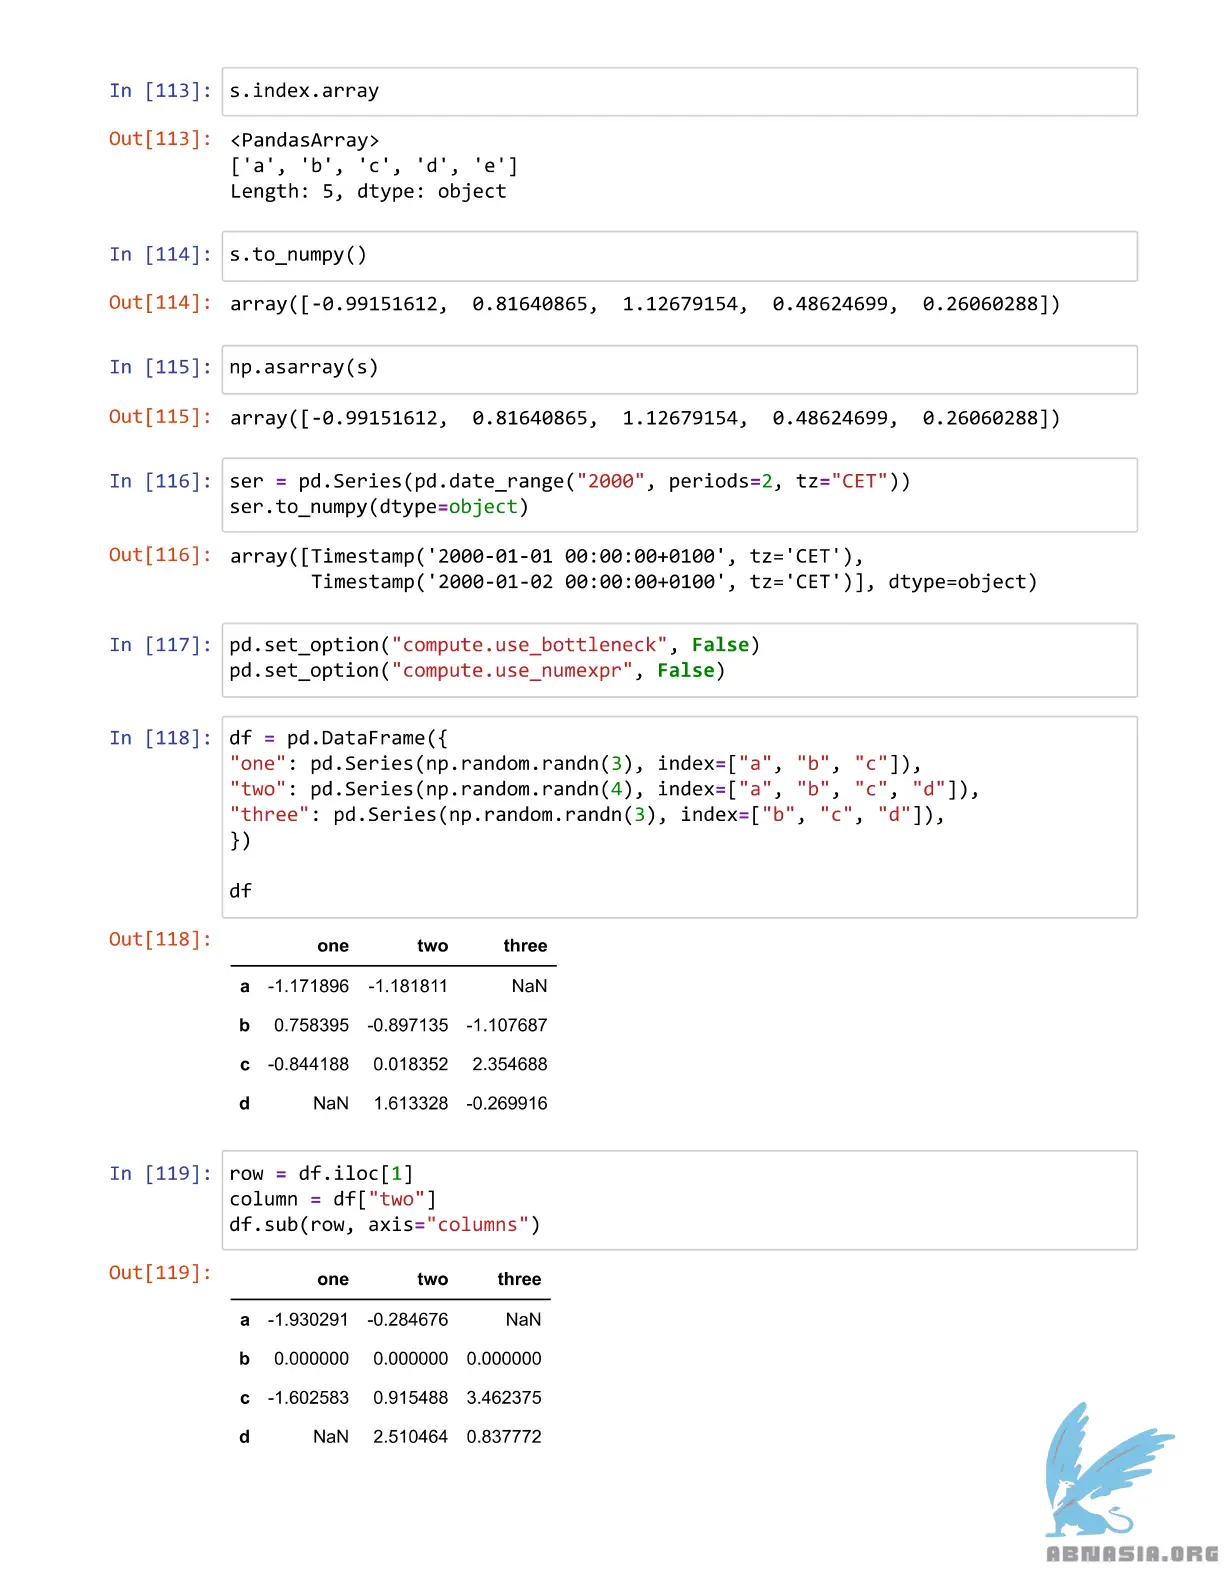 In [113]: s.index.array
Out[113]: <PandasArray>
['a', 'b', 'c', 'd', 'e']
Length: 5, dtype: object
In [114]: s.to_numpy()
Out[114]: array([-0.99151612,  0.81640865,  1.12679154,  0.48624699,  0.26060288])
In [115]: np.asarray(s)
Out[115]: array([-0.99151612,  0.81640865,  1.12679154,  0.48624699,  0.26060288])
In [116]: ser = pd.Series(pd.date_range("2000", periods=2, tz="CET"))
ser.to_numpy(dtype=object)
Out[116]: array([Timestamp('2000-01-01 00:00:00+0100', tz='CET'),
Timestamp('2000-01-02 00:00:00+0100', tz='CET')], dtype=object)
In [117]: pd.set_option("compute.use_bottleneck", False)
pd.set_option("compute.use_numexpr", False)
In [118]: df = pd.DataFrame({
"one": pd.Series(np.random.randn(3), index=["a", "b", "c"]),
"two": pd.Series(np.random.randn(4), index=["a", "b", "c", "d"]),
"three": pd.Series(np.random.randn(3), index=["b", "c", "d"]),
})
df
Out[118]:
one two three
a -1.171896 -1.181811 NaN
b 0.758395 -0.897135 -1.107687
c -0.844188 0.018352 2.354688
d NaN 1.613328 -0.269916
In [119]: row = df.iloc[1]
column = df["two"]
df.sub(row, axis="columns")
Out[119]:
one two three
a -1.930291 -0.284676 NaN
b 0.000000 0.000000 0.000000
c -1.602583 0.915488 3.462375
d NaN 2.510464 0.837772
ABNASIA.ORG